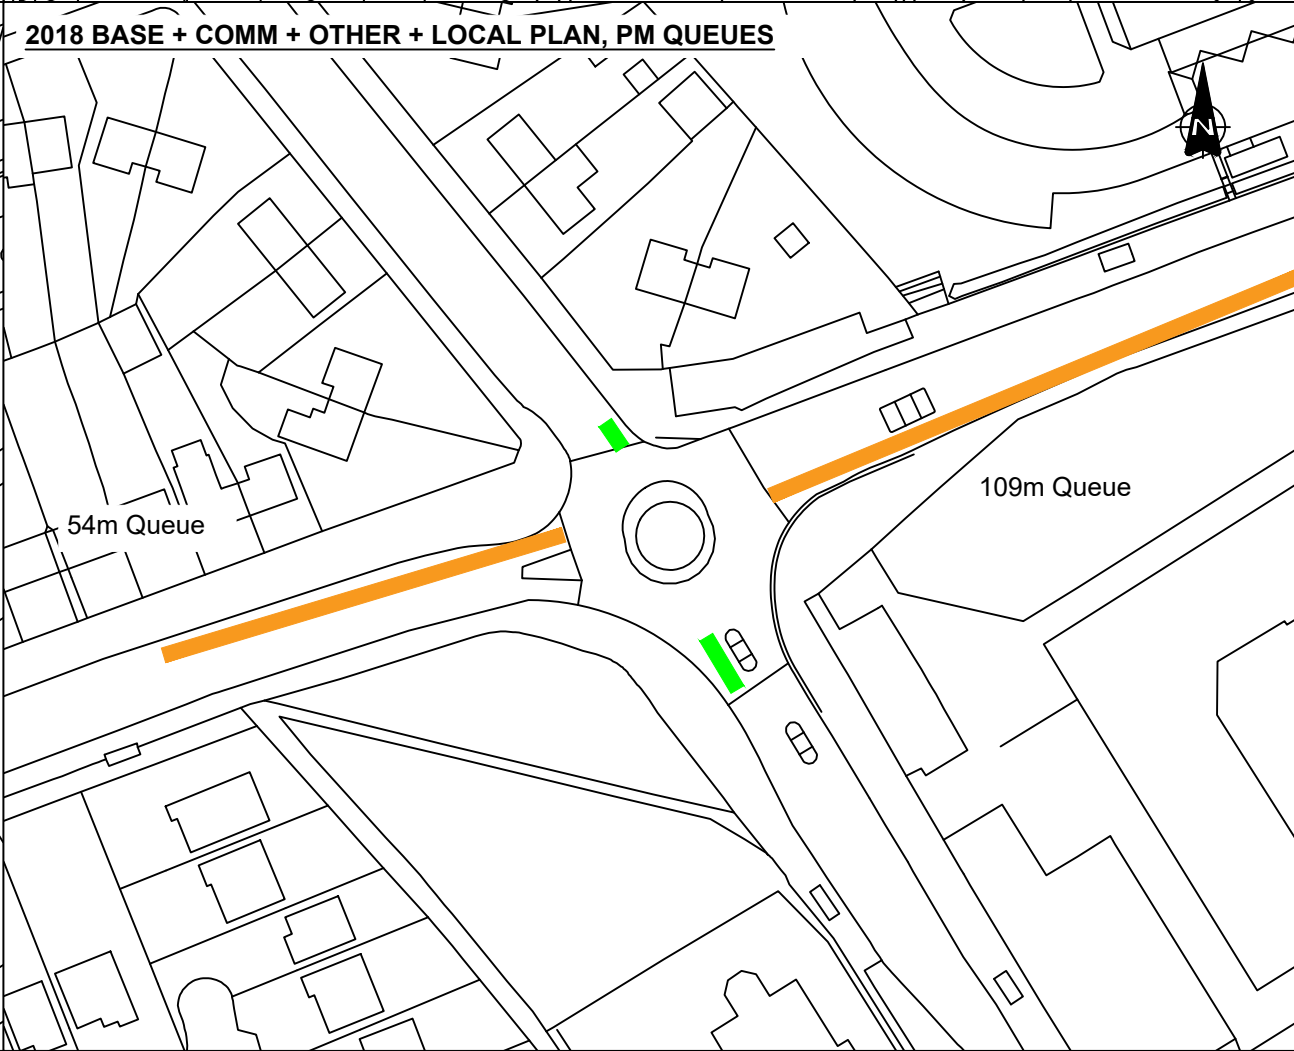 2018 BASE + COMM + OTHER + LOCAL PLAN, PM QUEUES
N
109m Queue
54m Queue